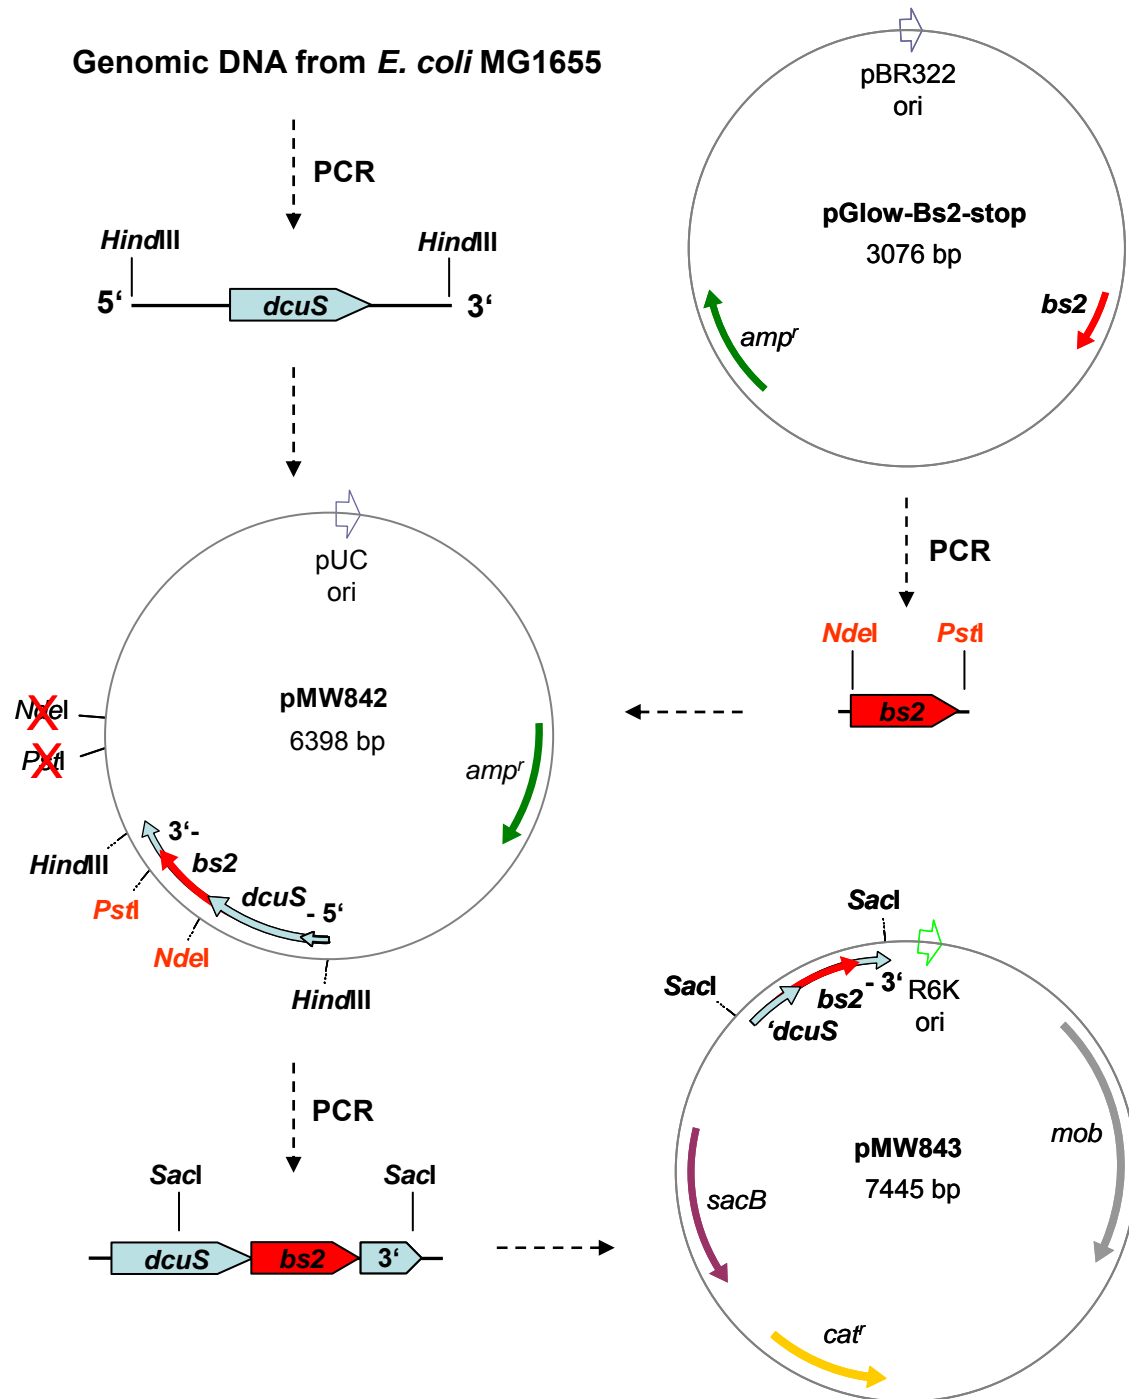 Genomic DNA from E. coli MG1655
PCR
HindIII
HindIII
5‘
dcuS
3‘
pBR322
ori
pGlow-Bs2-stop
3076 bp
bs2
ampr
PCR
NdeI
PstI
bs2
pUC
ori
pMW842
6398 bp
ampr
NdeI
PstI
HindIII
3‘-
bs2
dcuS
- 5‘
PstI
NdeI
HindIII
PCR
SacI
SacI
dcuS
bs2
3‘
SacI
SacI
‘dcuS
bs2
- 3‘
R6K
ori
mob
pMW843
7445 bp
sacB
catr